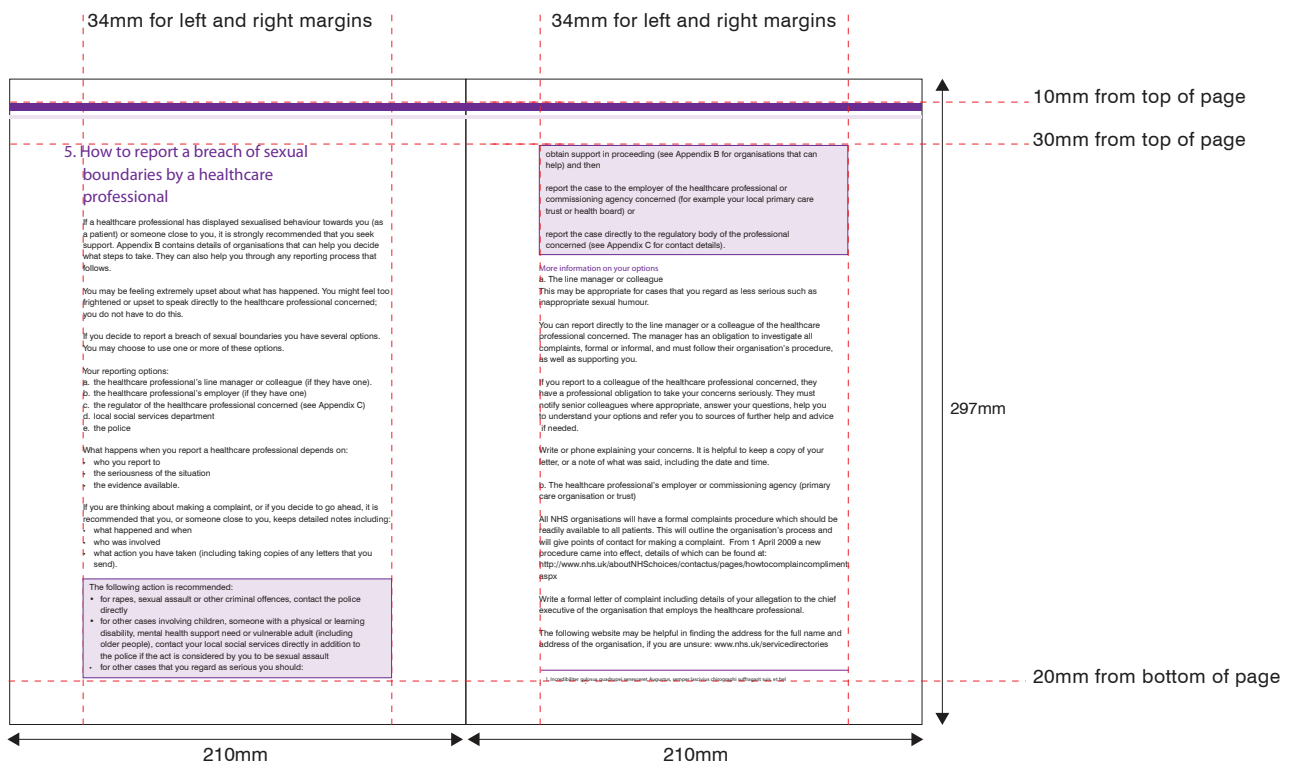 34mm for left and right margins
34mm for left and right margins
10mm from top of page
30mm from top of page
5. How to report a breach of sexual
boundaries by a healthcare
professional
If a healthcare professional has displayed sexualised behaviour towards you (as
a patient) or someone close to you, it is strongly recommended that you seek
support. Appendix B contains details of organisations that can help you decide
what steps to take. They can also help you through any reporting process that
follows.
You may be feeling extremely upset about what has happened. You might feel too
frightened or upset to speak directly to the healthcare professional concerned;
you do not have to do this.
If you decide to report a breach of sexual boundaries you have several options.
You may choose to use one or more of these options.
Your reporting options:
a. the healthcare professional's line manager or colleague (if they have one).
b. the healthcare professional's employer (if they have one)
c. the regulator of the healthcare professional concerned (see Appendix C)
d. local social services department
e. the police
What happens when you report a healthcare professional depends on:
• who you report to
• the seriousness of the situation
• the evidence available.
If you are thinking about making a complaint, or if you decide to go ahead, it is
recommended that you, or someone close to you, keeps detailed notes including:
• what happened and when
• who was involved
• what action you have taken (including taking copies of any letters that you
send).
The following action is recommended:
• for rapes, sexual assault or other criminal offences, contact the police
directly
• for other cases involving children, someone with a physical or learning
disability, mental health support need or vulnerable adult (including
older people), contact your local social services directly in addition to
the police if the act is considered by you to be sexual assault
• for other cases that you regard as serious you should:
obtain support in proceeding (see Appendix B for organisations that can
help) and then
report the case to the employer of the healthcare professional or
commissioning agency concerned (for example your local primary care
trust or health board) or
report the case directly to the regulatory body of the professional
concerned (see Appendix C for contact details).
More information on your options
a. The line manager or colleague
This may be appropriate for cases that you regard as less serious such as
inappropriate sexual humour.
You can report directly to the line manager or a colleague of the healthcare
professional concerned. The manager has an obligation to investigate all
complaints, formal or informal, and must follow their organisation's procedure,
as well as supporting you.
If you report to a colleague of the healthcare professional concerned, they
have a professional obligation to take your concerns seriously. They must
notify senior colleagues where appropriate, answer your questions, help you
to understand your options and refer you to sources of further help and advice
if needed.
Write or phone explaining your concerns. It is helpful to keep a copy of your
letter, or a note of what was said, including the date and time.
b. The healthcare professional's employer or commissioning agency (primary
care organisation or trust)
All NHS organisations will have a formal complaints procedure which should be
readily available to all patients. This will outline the organisation's process and
will give points of contact for making a complaint. From 1 April 2009 a new
procedure came into effect, details of which can be found at:
http://www.nhs.uk/aboutNHSchoices/contactus/pages/howtocomplaincompliment.
aspx
Write a formal letter of complaint including details of your allegation to the chief
executive of the organisation that employs the healthcare professional.
The following website may be helpful in finding the address for the full name and
address of the organisation, if you are unsure: www.nhs.uk/servicedirectories
297mm
20mm from bottom of page
210mm
210mm